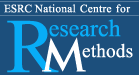 ESRC National Centre for
Research
Methods